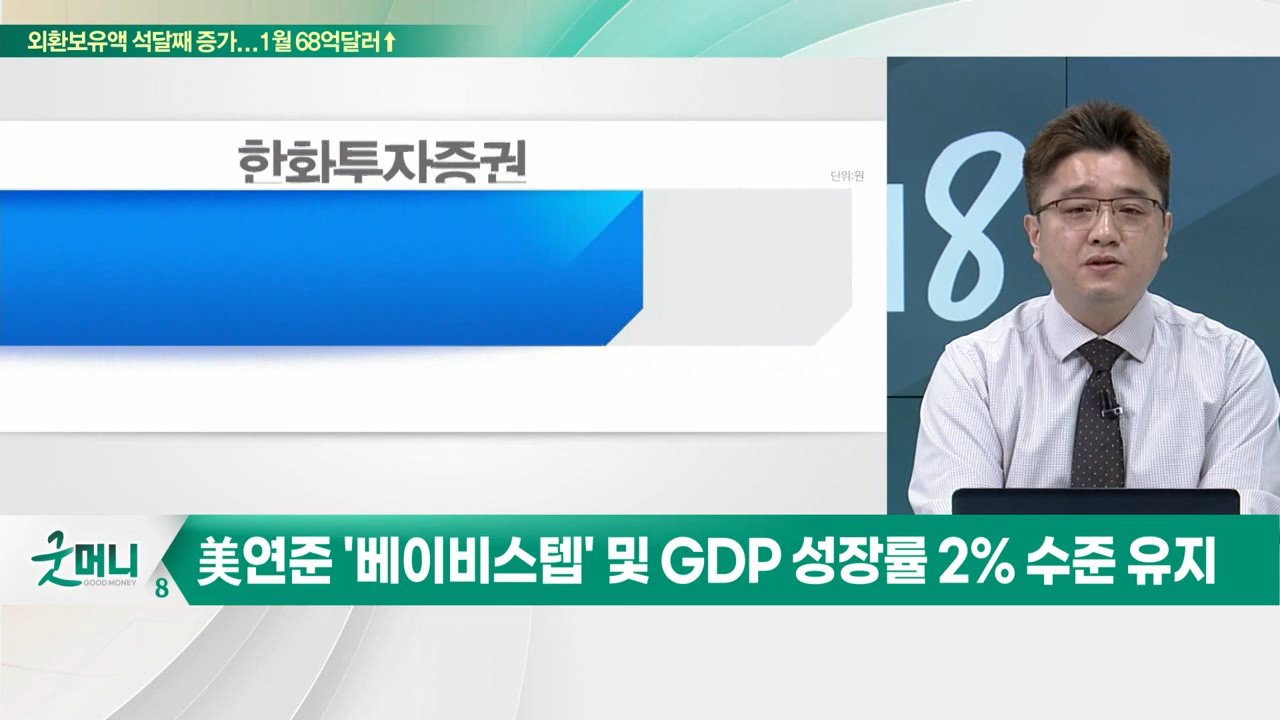 외환보유액 석달째 증가...1월 68억달러↑
한화투자증권
단위:원
8
굿머니
GOOD MONEY
8
美연준 '베이비스텝' 및 GDP 성장률 2% 수준 유지